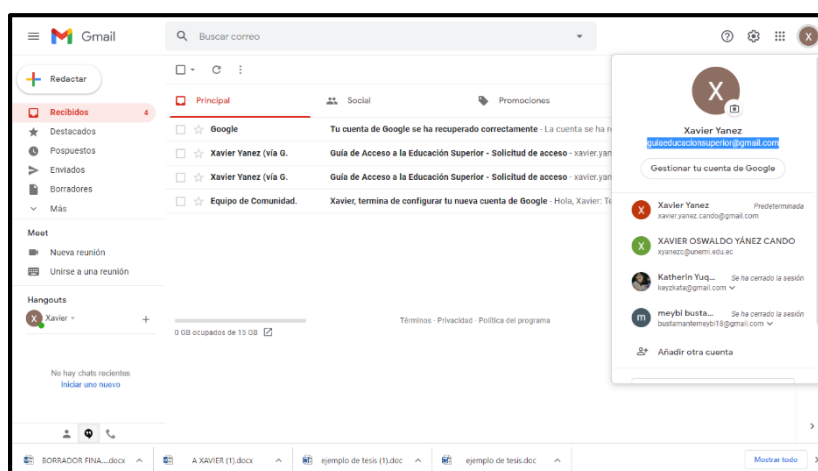 Gmail
Buscar correo
X
Redactar
Recibidos 4
Destacados
Pospuestos
Enviados
Borradores
Más
Meet
Nueva reunión
Unirse a una reunión
Hangouts
X Xavier
No hay chats recientes
Iniciar uno nuevo
Principal
Social
Promociones
Google Tu cuenta de Google se ha recuperado correctamente - La cuenta se ha
Xavier Yanez (vía G. Guía de Acceso a la Educación Superior - Solicitud de acceso - xavier.yan
Xavier Yanez (vía G. Guía de Acceso a la Educación Superior - Solicitud de acceso - xavier.yan
Equipo de Comunidad. Xavier, termina de configurar tu nueva cuenta de Google - Hola, Xavier: Te
0 GB ocupados de 15 GB
Términos - Privacidad - Política del programa
X
Xavier Yanez
guiaeducacionsuperior@gmail.com
Gestionar tu cuenta de Google
X Xavier Yanez Predeterminada
xavier.yanez.cando@gmail.com
X XAVIER OSWALDO YÁNEZ CANDO
xyanezc@unemi.edu.ec
Katherin Yuq... Se ha cerrado la sesión
keyzkata@gmail.com
m meybi busta... Se ha cerrado la sesión
bustamantemeybi18@gmail.com
Añadir otra cuenta
BORRADOR FINA....docx
A XAVIER (1).docx
ejemplo de tesis (1).doc
ejemplo de tesis.doc
Mostrar todo